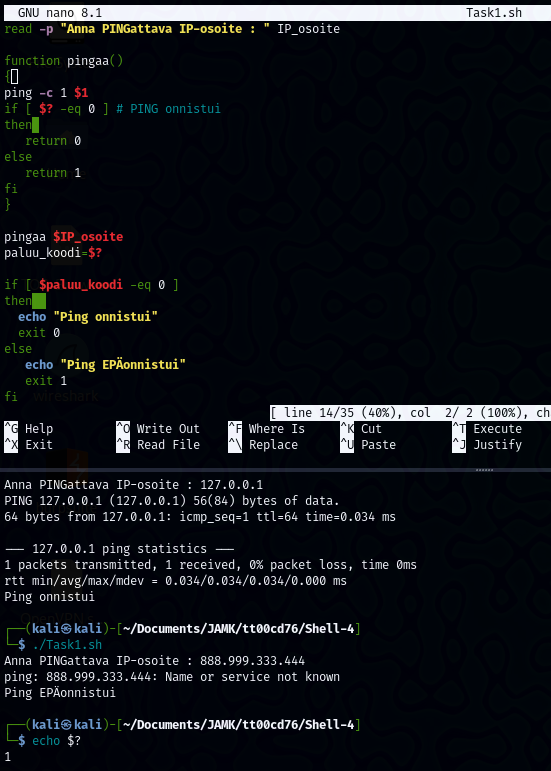 GNU nano 8.1 Task1.sh
read -p "Anna PINGattava IP-osoite : " IP_osoite
function pingaa()
{
ping -c 1 $1
if [ $? -eq 0 ] # PING onnistui
then
return 0
else
return 1
fi
}
pingaa $IP_osoite
paluu_koodi=$?
if [ $paluu_koodi -eq 0 ]
then
echo "Ping onnistui"
exit 0
else
echo "Ping EPÄonnistui"
exit 1
fi
wireshark
[ line 14/35 (40%), col  2/ 2 (100%), ch
^G Help ^O Write Out ^F Where Is ^K Cut ^T Execute
^X Exit ^R Read File ^\ Replace ^U Paste ^J Justify
Anna PINGattava IP-osoite : 127.0.0.1
PING 127.0.0.1 (127.0.0.1) 56(84) bytes of data.
64 bytes from 127.0.0.1: icmp_seq=1 ttl=64 time=0.034 ms
--- 127.0.0.1 ping statistics ---
1 packets transmitted, 1 received, 0% packet loss, time 0ms
rtt min/avg/max/mdev = 0.034/0.034/0.034/0.000 ms
Ping onnistui
┌──(kali㉿kali)-[~/Documents/JAMK/tt00cd76/Shell-4]
└─$ ./Task1.sh
Anna PINGattava IP-osoite : 888.999.333.444
ping: 888.999.333.444: Name or service not known
Ping EPÄonnistui
┌──(kali㉿kali)-[~/Documents/JAMK/tt00cd76/Shell-4]
└─$ echo $?
1